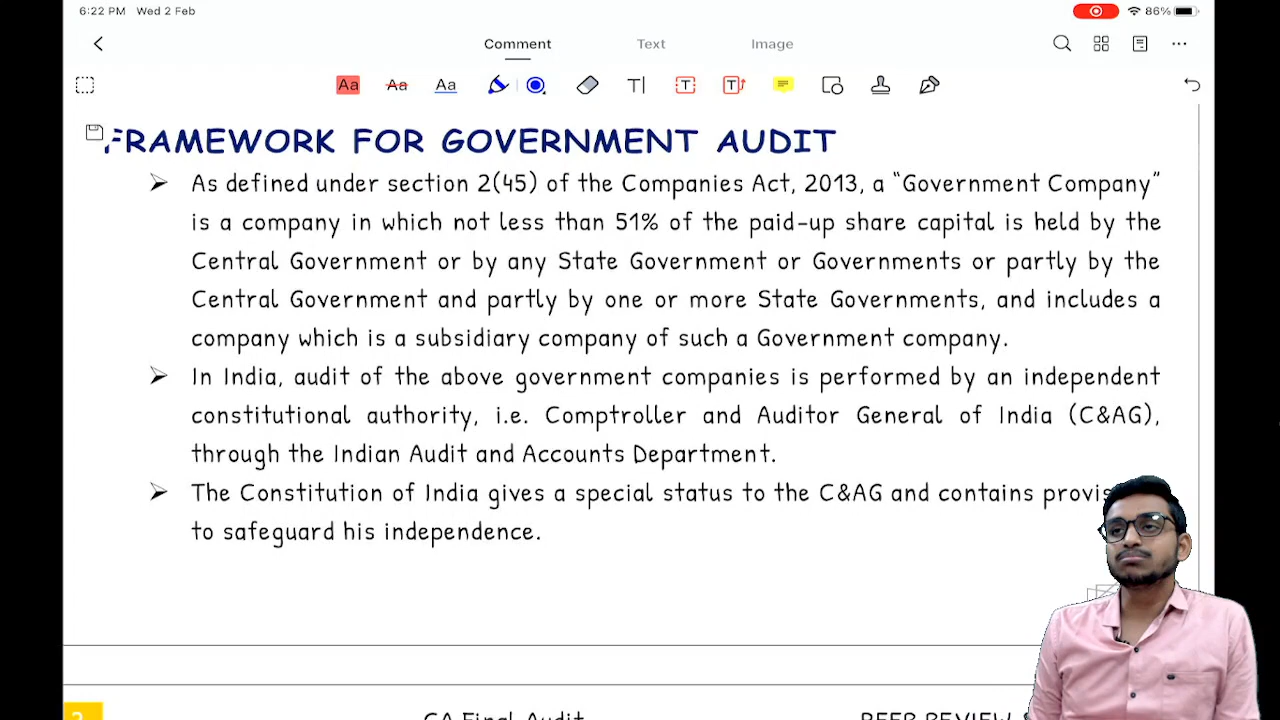 6:22 PM Wed 2 Feb
86%
Comment Text Image
Aa Aa Aa T T T
FRAMEWORK FOR GOVERNMENT AUDIT
➢ As defined under section 2(45) of the Companies Act, 2013, a “Government Company”
is a company in which not less than 51% of the paid-up share capital is held by the
Central Government or by any State Government or Governments or partly by the
Central Government and partly by one or more State Governments, and includes a
company which is a subsidiary company of such a Government company.
➢ In India, audit of the above government companies is performed by an independent
constitutional authority, i.e. Comptroller and Auditor General of India (C&AG),
through the Indian Audit and Accounts Department.
➢ The Constitution of India gives a special status to the C&AG and contains
to safeguard his independence.
CA Final Audit PEER REVIEW